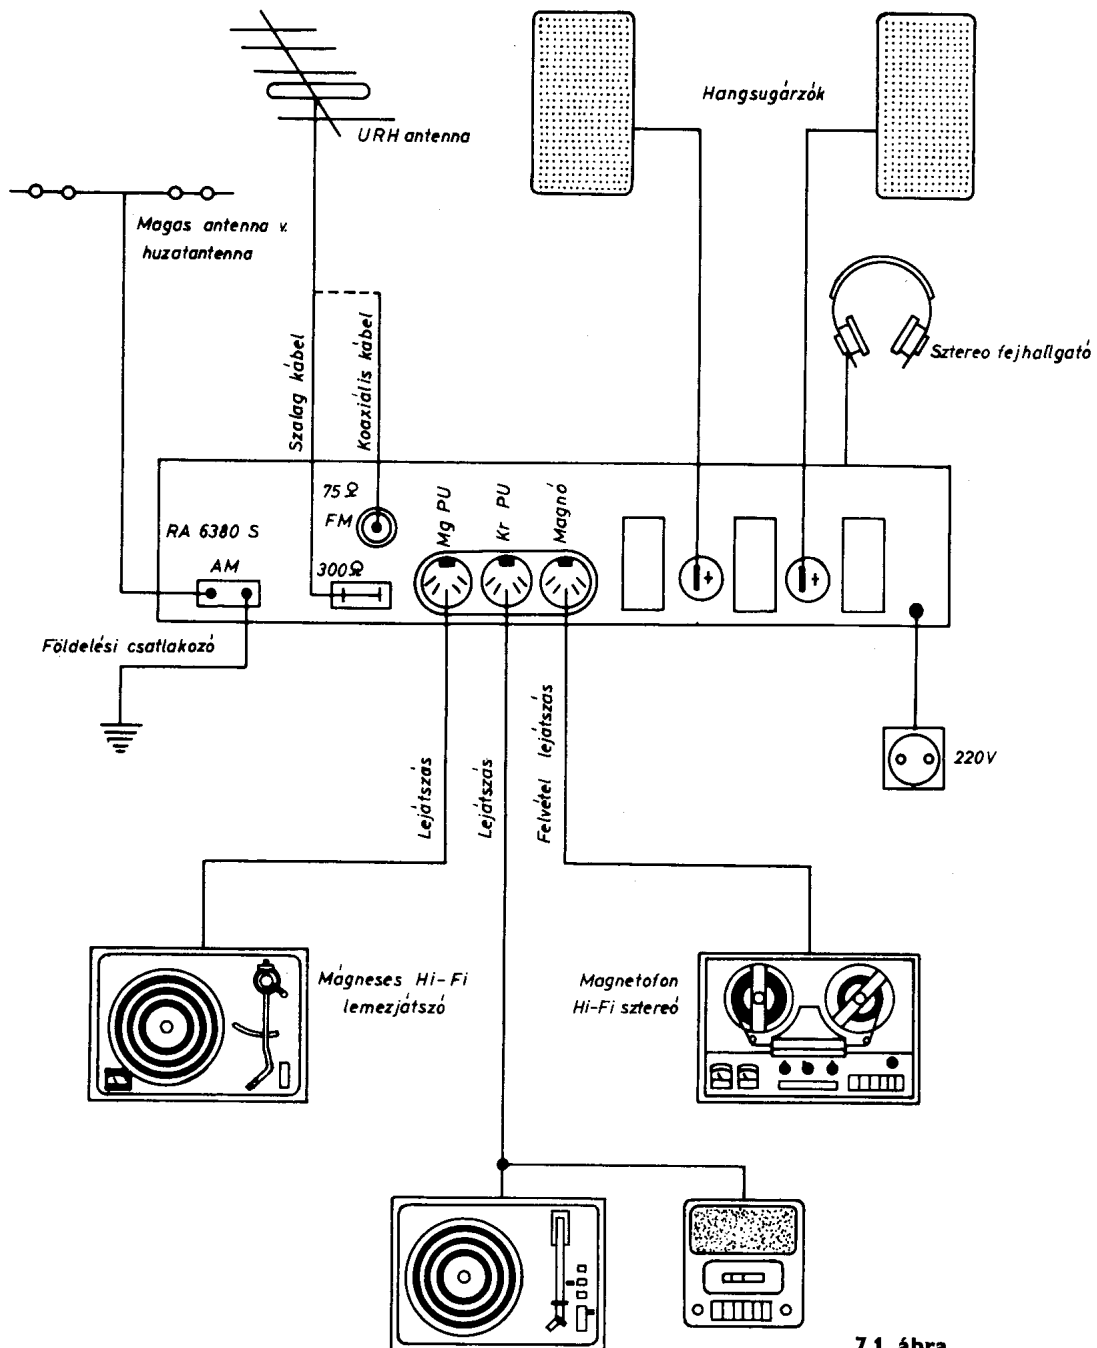 Hangsugárzók
URH antenna
Magas antenna v.
huzatantenna
Sztereo fejhallgató
Szalag kábel
Koaxiális kábel
75Ω
FM
Mg PU
Kr PU
Magnó
RA 6380 S
AM
300Ω
Földelési csatlakozó
Lejátszás
Lejátszás
Felvétel lejátszás
220V
Mágneses Hi-Fi
lemezjátszó
Magnetofon
Hi-Fi sztereó
7.1. ábra